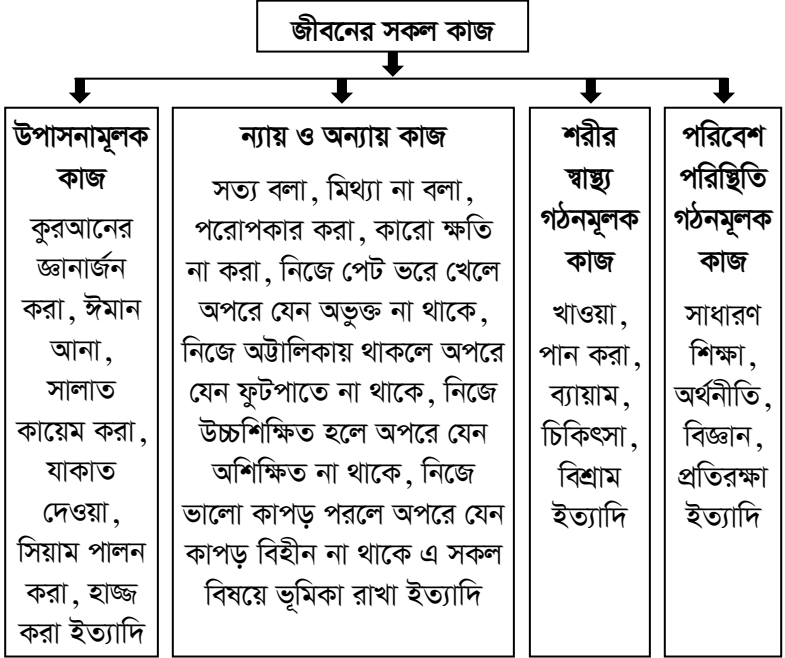 জীবনের সকল কাজ
উপাসনামূলক
কাজ
কুরআনের
জ্ঞানার্জন
করা, ঈমান
আনা,
সালাত
কায়েম করা,
যাকাত
দেওয়া,
সিয়াম পালন
করা, হাজ্জ
করা ইত্যাদি
ন্যায় ও অন্যায় কাজ
সত্য বলা, মিথ্যা না বলা,
পরোপকার করা, কারো ক্ষতি
না করা, নিজে পেট ভরে খেলে
অপরে যেন অভুক্ত না থাকে,
নিজে অট্টালিকায় থাকলে অপরে
যেন ফুটপাতে না থাকে, নিজে
উচ্চশিক্ষিত হলে অপরে যেন
অশিক্ষিত না থাকে, নিজে
ভালো কাপড় পরলে অপরে যেন
কাপড় বিহীন না থাকে এ সকল
বিষয়ে ভূমিকা রাখা ইত্যাদি
শরীর
স্বাস্থ্য
গঠনমূলক
কাজ
খাওয়া,
পান করা,
ব্যায়াম,
চিকিৎসা,
বিশ্রাম
ইত্যাদি
পরিবেশ
পরিস্থিতি
গঠনমূলক
কাজ
সাধারণ
শিক্ষা,
অর্থনীতি,
বিজ্ঞান,
প্রতিরক্ষা
ইত্যাদি